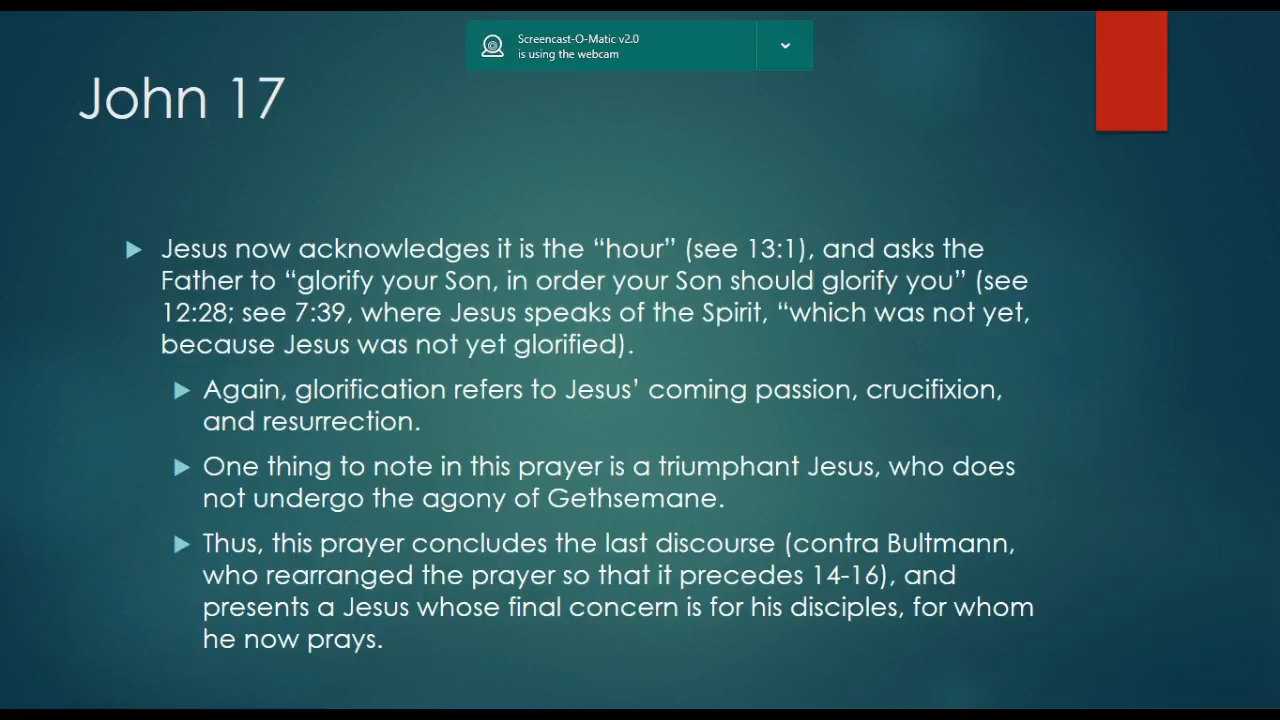 Screencast-O-Matic v2.0
is using the webcam
John 17
Jesus now acknowledges it is the “hour” (see 13:1), and asks the
Father to “glorify your Son, in order your Son should glorify you” (see
12:28; see 7:39, where Jesus speaks of the Spirit, “which was not yet,
because Jesus was not yet glorified).
Again, glorification refers to Jesus’ coming passion, crucifixion,
and resurrection.
One thing to note in this prayer is a triumphant Jesus, who does
not undergo the agony of Gethsemane.
Thus, this prayer concludes the last discourse (contra Bultmann,
who rearranged the prayer so that it precedes 14-16), and
presents a Jesus whose final concern is for his disciples, for whom
he now prays.